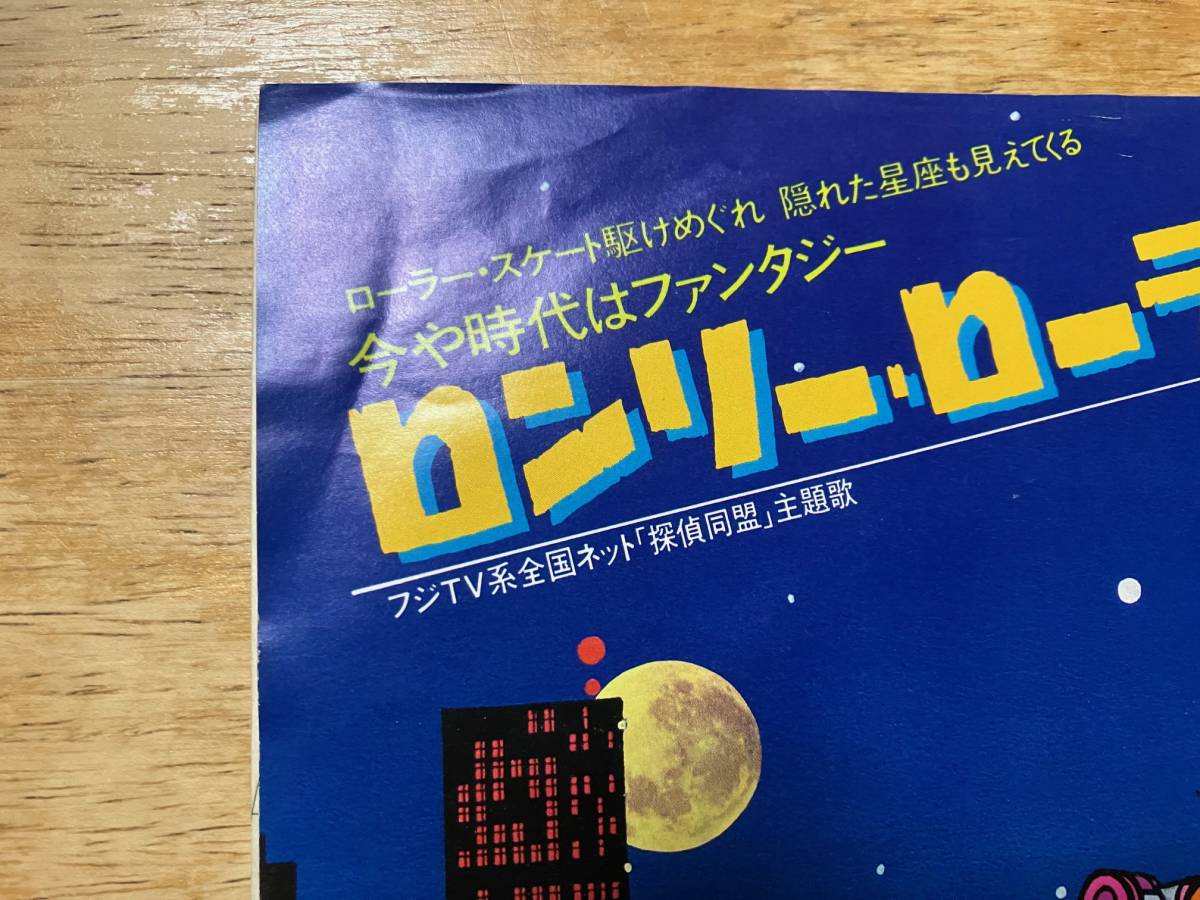 ローラー・スケート駆けめぐれ 隠れた星座も見えてくる
今や時代はファンタジー
ロンリー・ローラ
フジTV系全国ネット「探偵同盟」主題歌